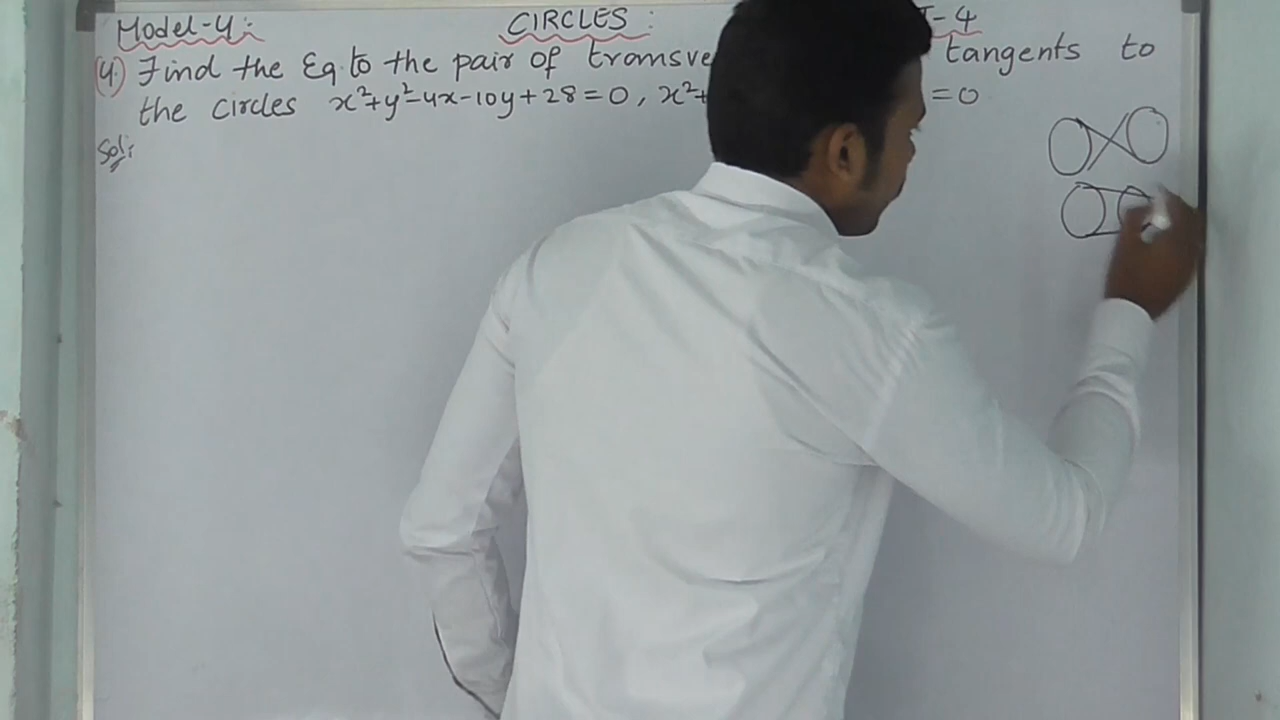 Model-4:- CIRCLES: -4
(4.) Find the Eq. to the pair of tromsve tangents to
the circles x²+y²-4x-10y+28=0, x²+ =0
Sol: